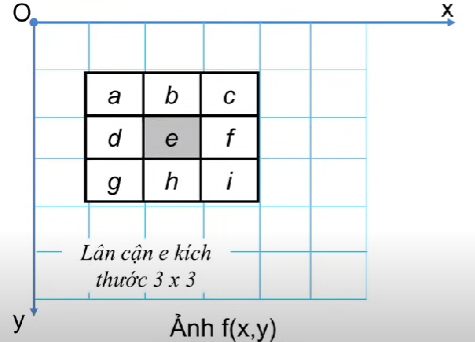 O x
a b c
d e f
g h i
Lân cận e kích
thước 3 x 3
y
Ảnh f(x,y)